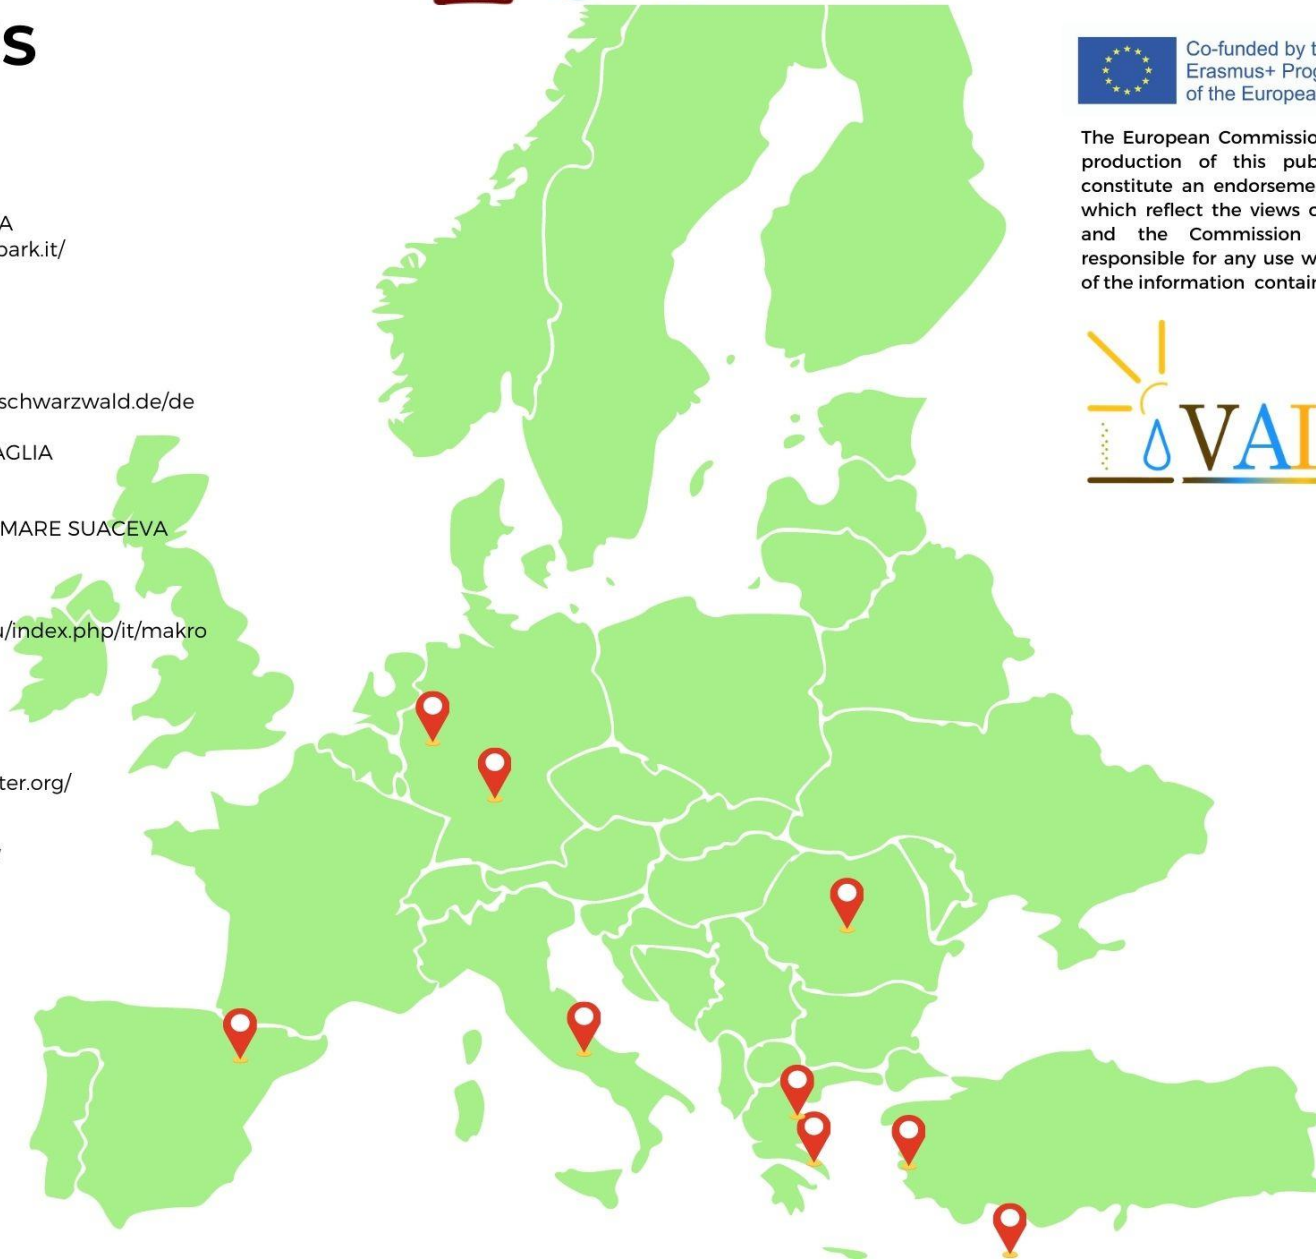 S
A
park.it/
schwarzwald.de/de
AGLIA
MARE SUACEVA
/index.php/it/makro
ter.org/
Co-funded by t
Erasmus+ Prog
of the Europea
The European Commissio
production of this pub
constitute an endorseme
which reflect the views o
and the Commission
responsible for any use w
of the information contain
VAL